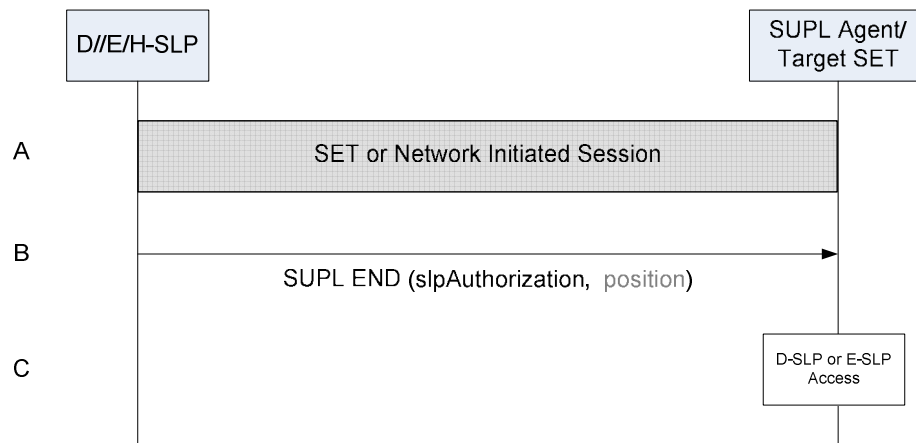 D//E/H-SLP
SUPL Agent/
Target SET
A
SET or Network Initiated Session
B
SUPL END (slpAuthorization, position)
C
D-SLP or E-SLP
Access